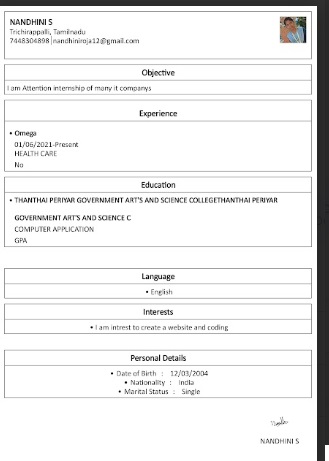 NANDHINI S
Trichirappalli, Tamilnadu
7448304898 | nandhiniroja12@gmail.com
Objective
I am Attention internship of many it companys
Experience
• Omega
01/06/2021-Present
HEALTH CARE
No
Education
• THANTHAI PERIYAR GOVERNMENT ART'S AND SCIENCE COLLEGETHANTHAI PERIYAR
GOVERNMENT ART'S AND SCIENCE C
COMPUTER APPLICATION
GPA
Language
• English
Interests
• I am intrest to create a website and coding
Personal Details
• Date of Birth : 12/03/2004
• Nationality : India
• Marital Status : Single
NANDHINI S